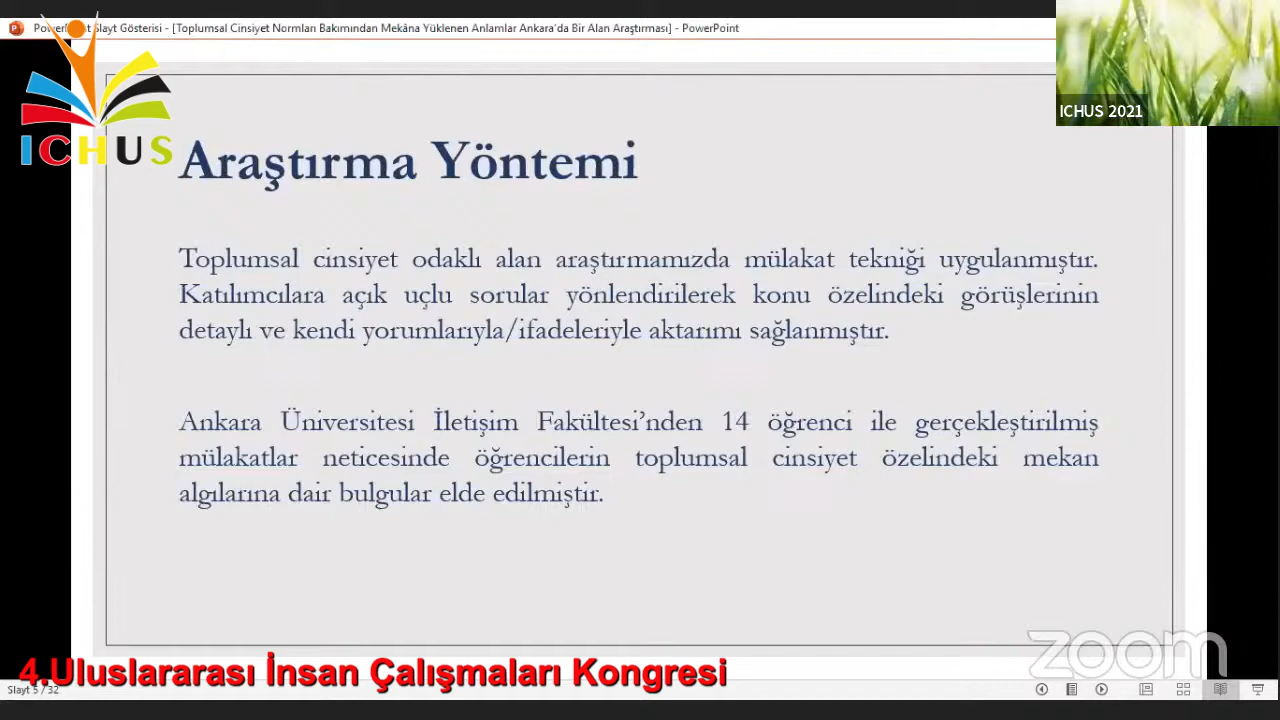 PowerPoint Slayt Gösterisi - [Toplumsal Cinsiyet Normları Bakımından Mekâna Yüklenen Anlamlar Ankara'da Bir Alan Araştırması] - PowerPoint
ICHUS 2021
ICHUS
Araştırma Yöntemi
Toplumsal cinsiyet odaklı alan araştırmamızda mülakat tekniği uygulanmıştır.
Katılımcılara açık uçlu sorular yönlendirilerek konu özelindeki görüşlerinin
detaylı ve kendi yorumlarıyla/ifadeleriyle aktarımı sağlanmıştır.
Ankara Üniversitesi İletişim Fakültesi’nden 14 öğrenci ile gerçekleştirilmiş
mülakatlar neticesinde öğrencilerin toplumsal cinsiyet özelindeki mekan
algılarına dair bulgular elde edilmiştir.
zoom
4.Uluslararası İnsan Çalışmaları Kongresi
Slayt 5 / 32